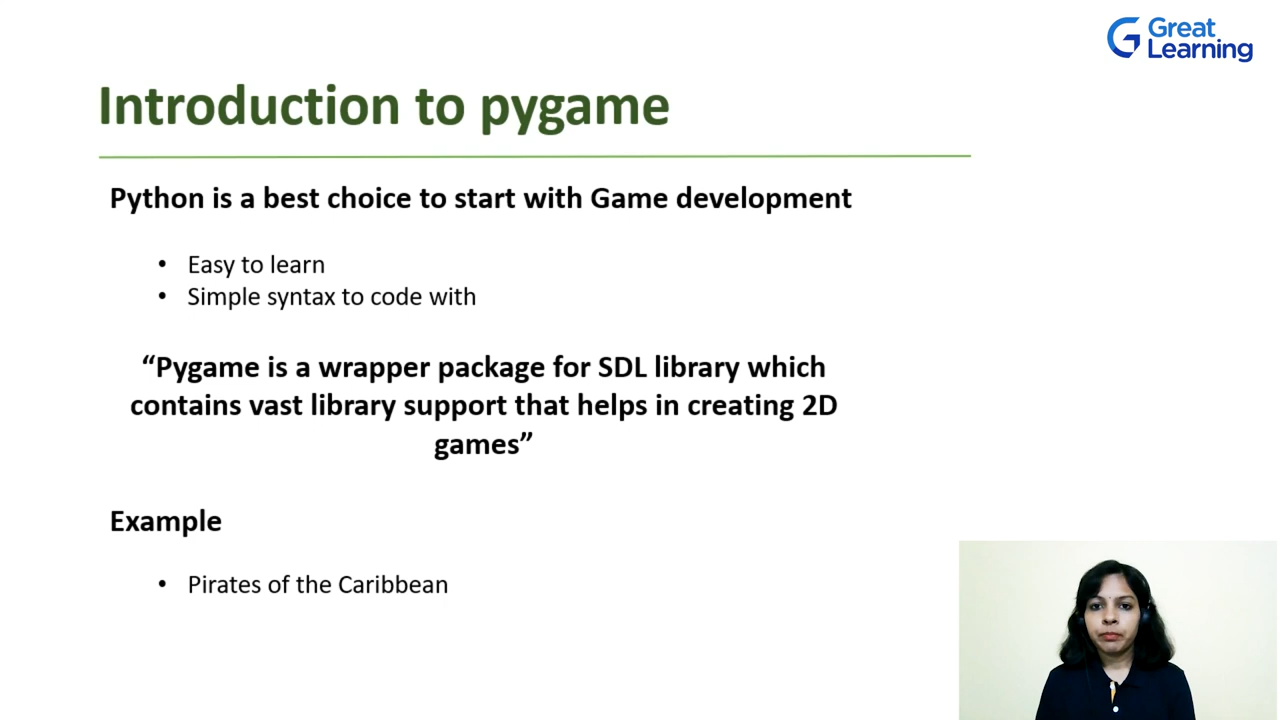 Great
Learning
Introduction to pygame
Python is a best choice to start with Game development
• Easy to learn
• Simple syntax to code with
“Pygame is a wrapper package for SDL library which
contains vast library support that helps in creating 2D
games”
Example
• Pirates of the Caribbean